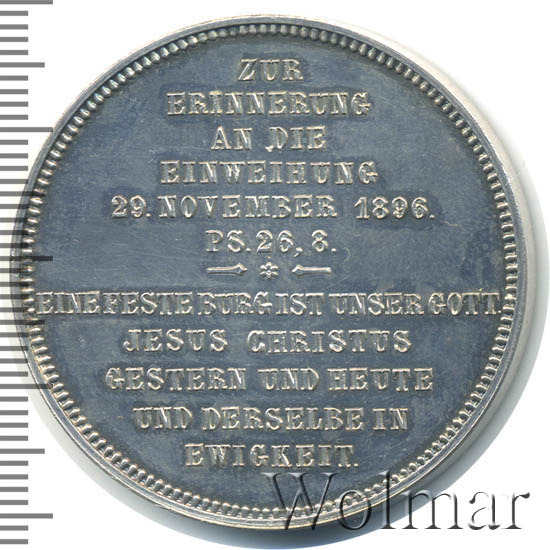 ZUR
ERINNERUNG
AN DIE
EINWEIHUNG
29. NOVEMBER 1896.
PS. 26, 8.
EINE FESTE BURG IST UNSER GOTT.
JESUS CHRISTUS
GESTERN UND HEUTE
UND DERSELBE IN
EWIGKEIT.
Wolmar